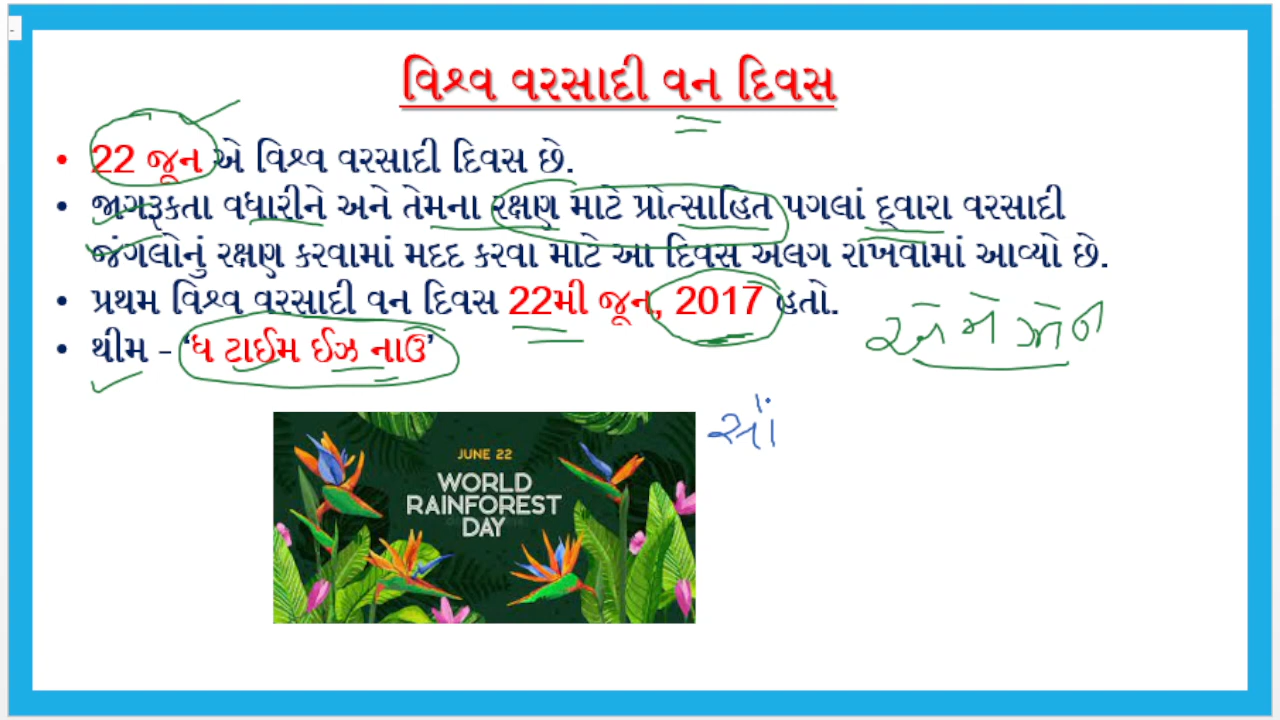 વિશ્વ વરસાદી વન દિવસ
• 22 જૂન એ વિશ્વ વરસાદી દિવસ છે.
• જાગરૂકતા વધારીને અને તેમના રક્ષણ માટે પ્રોત્સાહિત પગલાં દ્વારા વરસાદી
જંગલોનું રક્ષણ કરવામાં મદદ કરવા માટે આ દિવસ અલગ રાખવામાં આવ્યો છે.
• પ્રથમ વિશ્વ વરસાદી વન દિવસ 22મી જૂન, 2017 હતો.
એમેઝોન
• થીમ - ‘ધ ટાઈમ ઈઝ નાઉ’
JUNE 22
WORLD
RAINFOREST
DAY